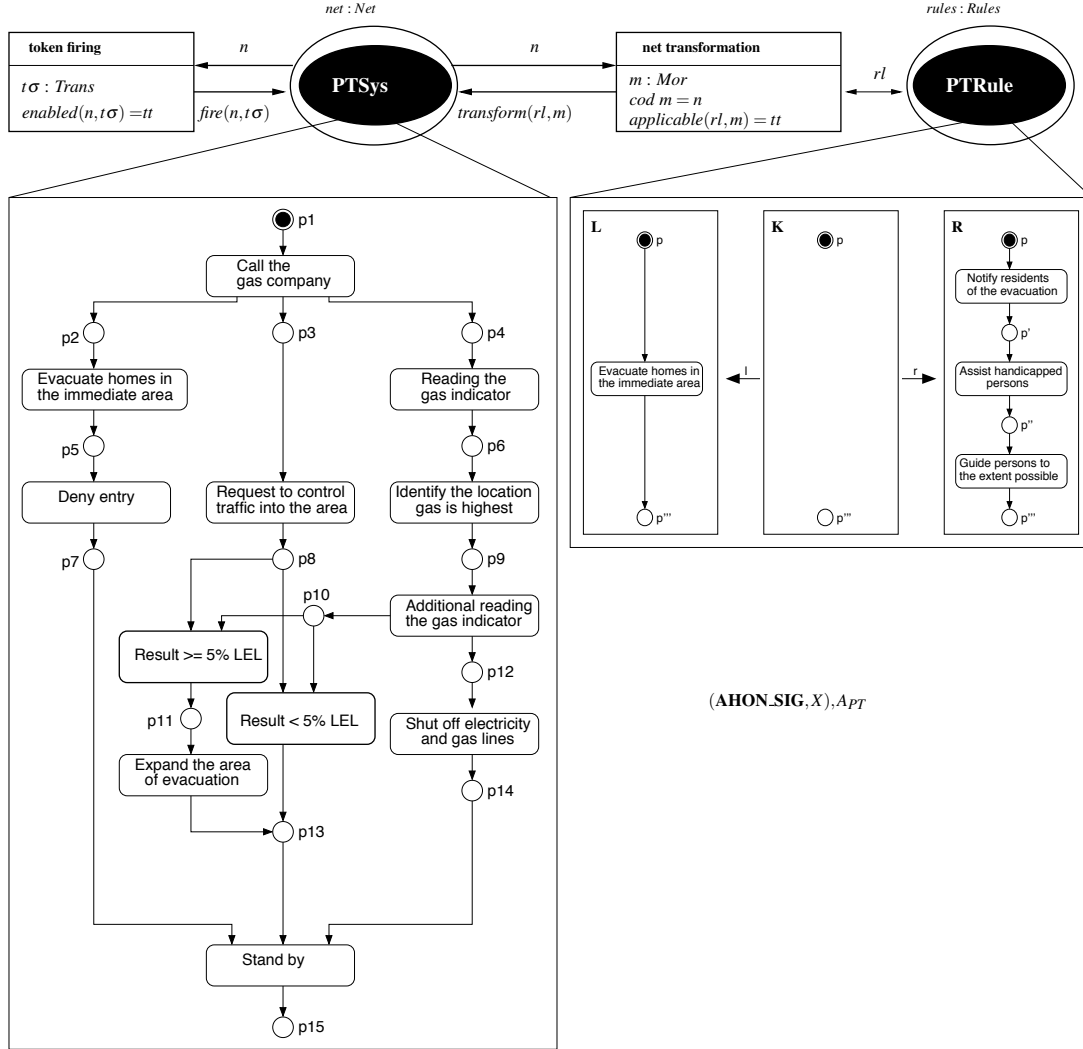 net : Net
rules : Rules
token firing
n
n
net transformation
tσ : Trans
enabled(n,tσ) =tt
fire(n,tσ)
PTSys
transform(rl,m)
m : Mor
cod m = n
applicable(rl,m) = tt
rl
PTRule
p1
Call the
gas company
p2
p3
p4
Evacuate homes in
the immediate area
Reading the
gas indicator
p5
p6
Deny entry
Request to control
traffic into the area
Identify the location
gas is highest
p7
p8
p9
p10
Additional reading
the gas indicator
Result >= 5% LEL
p12
p11
Result < 5% LEL
Shut off electricity
and gas lines
Expand the area
of evacuation
p14
p13
Stand by
p15
L
p
Evacuate homes in
the immediate area
p'''
l
K
p
p'''
r
R
p
Notify residents
of the evacuation
p'
Assist handicapped
persons
p''
Guide persons to
the extent possible
p'''
(AHON_SIG,X),A_PT